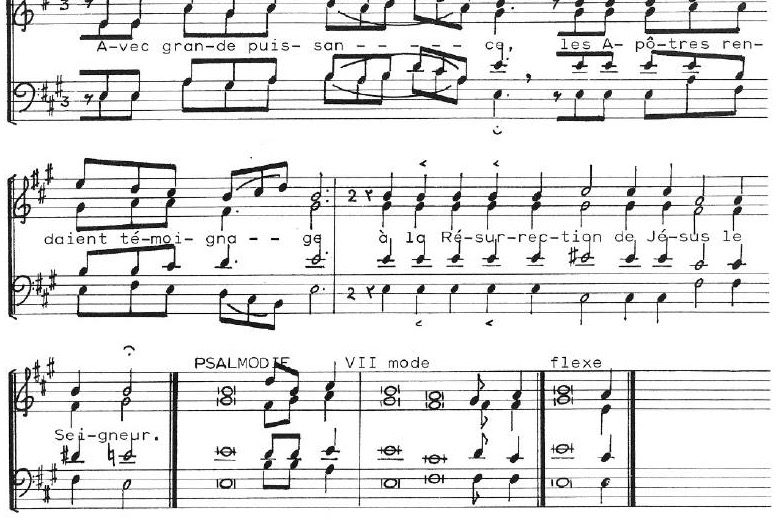 A-vec gran-de puis- san - - - - - ce, les A- pô-tres ren-
daient té-moi- gna - - ge à la Ré-sur-rec-tion de Jé-sus le
PSALMODIE VII mode flexe
Sei-gneur.